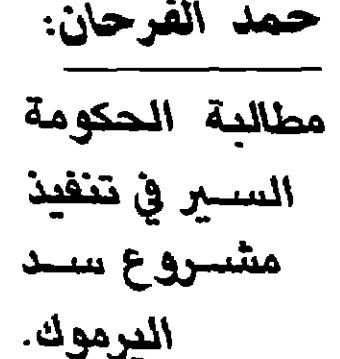 حمد الفرحان:
مطالبة الحكومة
السير في تنفيذ
مشروع سد
اليرموك.